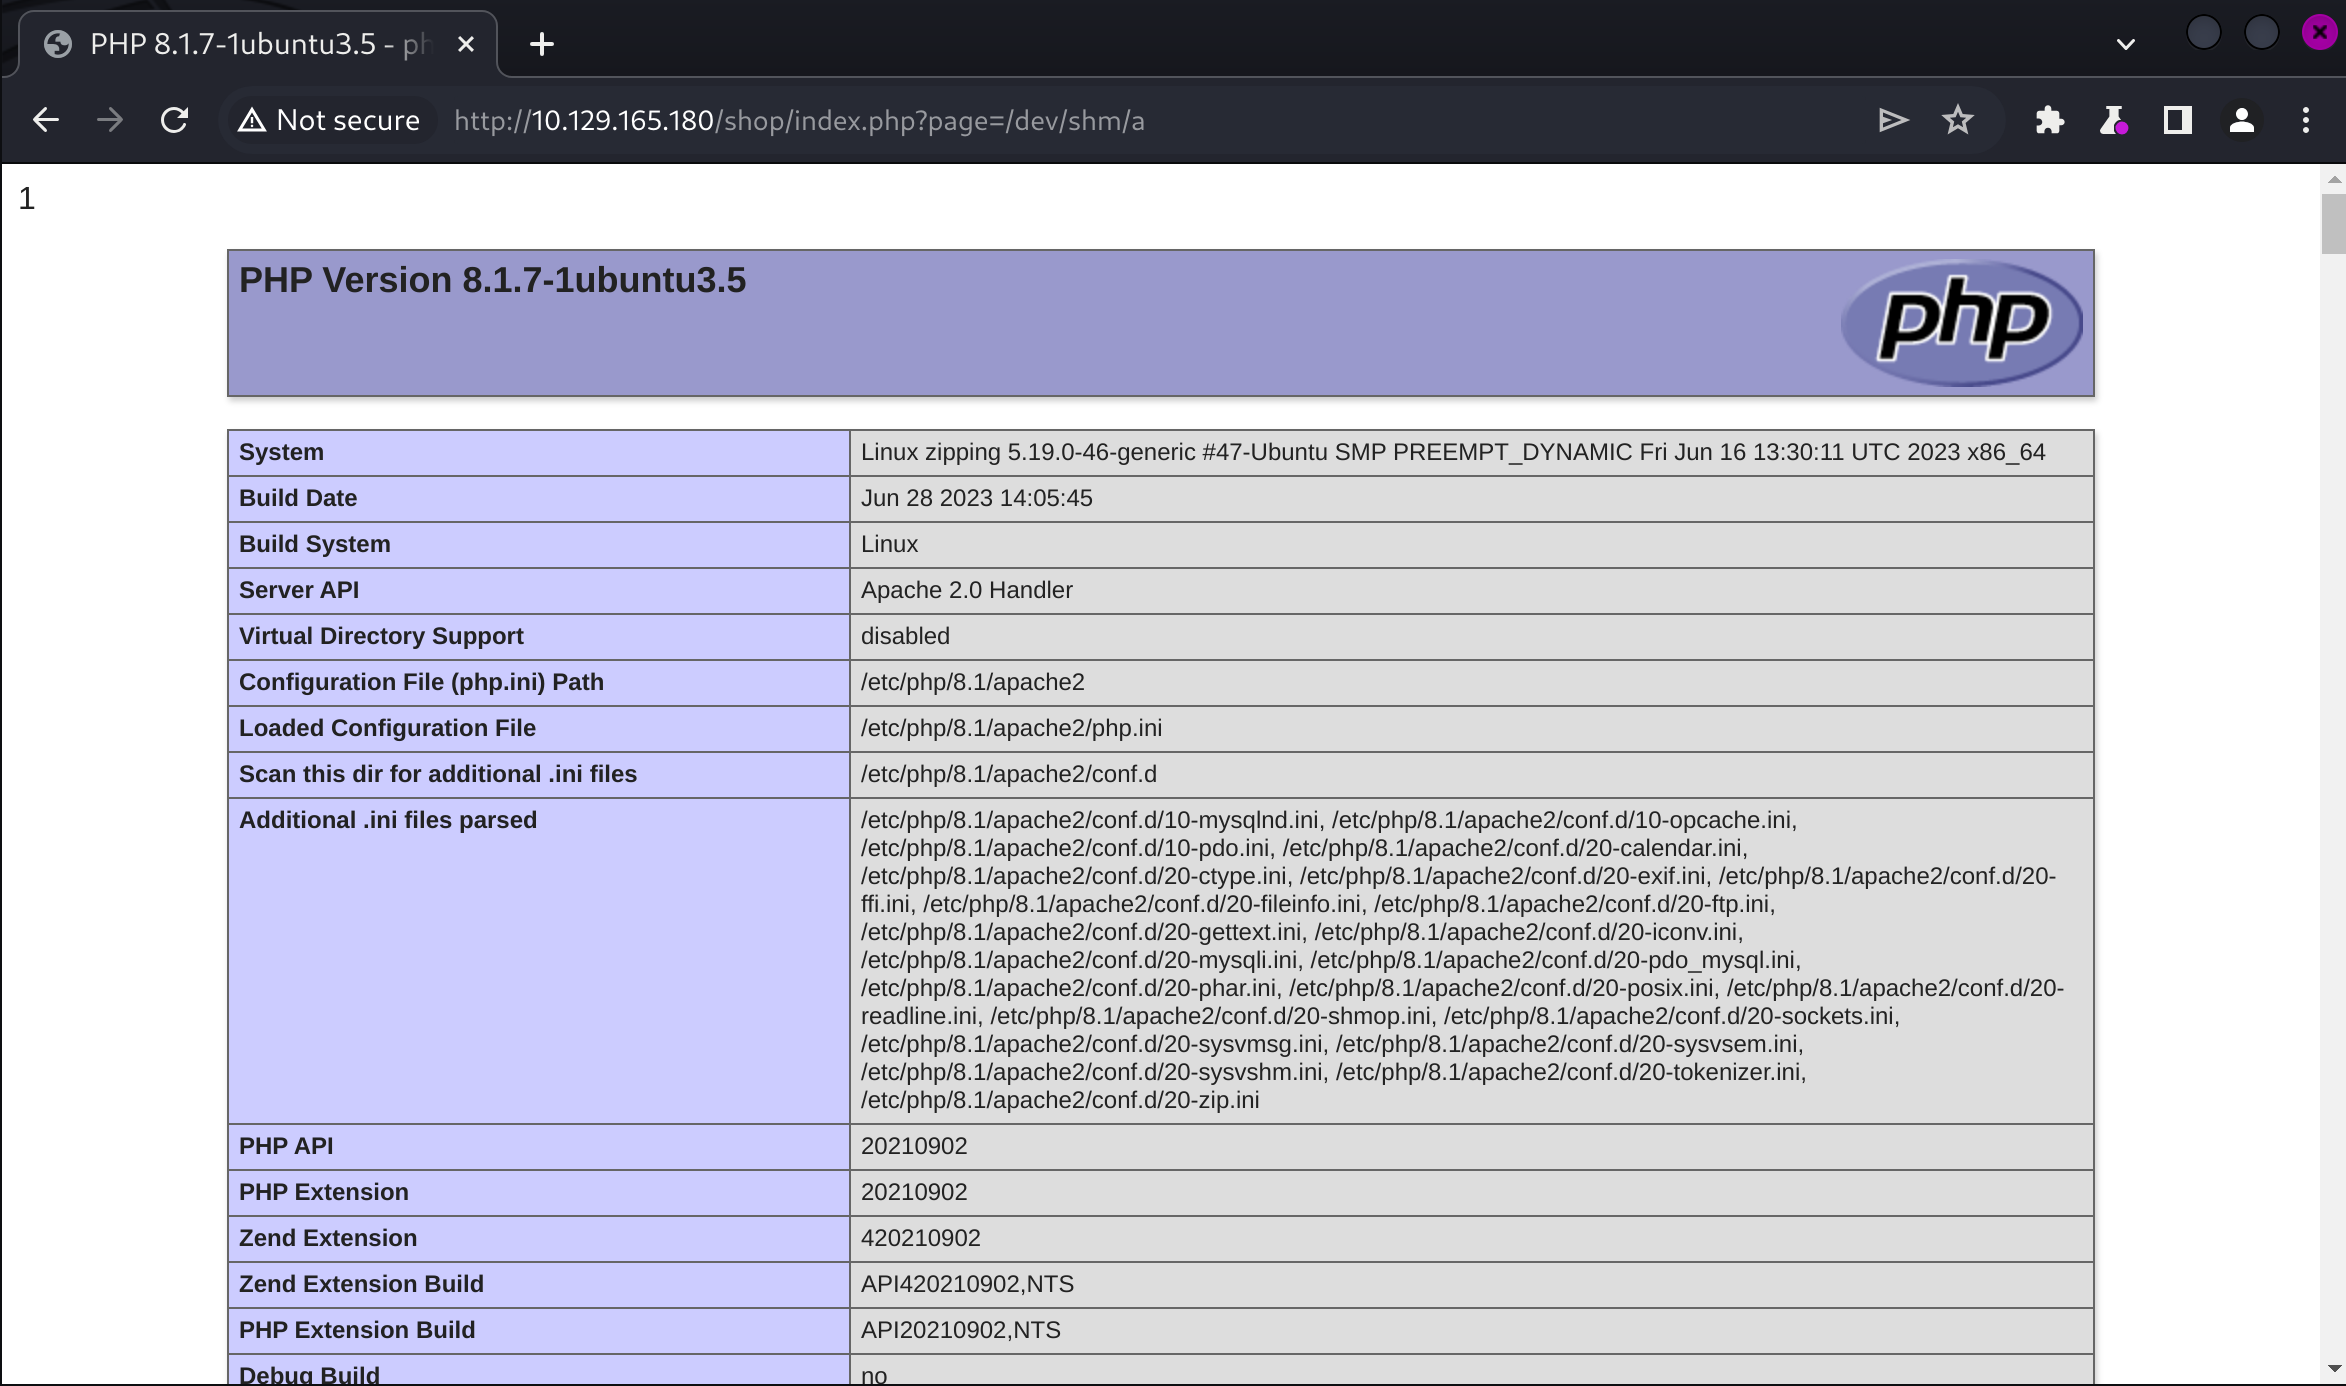 PHP 8.1.7-1ubuntu3.5 - ph
Not secure
http://10.129.165.180/shop/index.php?page=/dev/shm/a
1
PHP Version 8.1.7-1ubuntu3.5
php
System Linux zipping 5.19.0-46-generic #47-Ubuntu SMP PREEMPT_DYNAMIC Fri Jun 16 13:30:11 UTC 2023 x86_64
Build Date Jun 28 2023 14:05:45
Build System Linux
Server API Apache 2.0 Handler
Virtual Directory Support disabled
Configuration File (php.ini) Path /etc/php/8.1/apache2
Loaded Configuration File /etc/php/8.1/apache2/php.ini
Scan this dir for additional .ini files /etc/php/8.1/apache2/conf.d
Additional .ini files parsed /etc/php/8.1/apache2/conf.d/10-mysqlnd.ini, /etc/php/8.1/apache2/conf.d/10-opcache.ini,
/etc/php/8.1/apache2/conf.d/10-pdo.ini, /etc/php/8.1/apache2/conf.d/20-calendar.ini,
/etc/php/8.1/apache2/conf.d/20-ctype.ini, /etc/php/8.1/apache2/conf.d/20-exif.ini, /etc/php/8.1/apache2/conf.d/20-
ffi.ini, /etc/php/8.1/apache2/conf.d/20-fileinfo.ini, /etc/php/8.1/apache2/conf.d/20-ftp.ini,
/etc/php/8.1/apache2/conf.d/20-gettext.ini, /etc/php/8.1/apache2/conf.d/20-iconv.ini,
/etc/php/8.1/apache2/conf.d/20-mysqli.ini, /etc/php/8.1/apache2/conf.d/20-pdo_mysql.ini,
/etc/php/8.1/apache2/conf.d/20-phar.ini, /etc/php/8.1/apache2/conf.d/20-posix.ini, /etc/php/8.1/apache2/conf.d/20-
readline.ini, /etc/php/8.1/apache2/conf.d/20-shmop.ini, /etc/php/8.1/apache2/conf.d/20-sockets.ini,
/etc/php/8.1/apache2/conf.d/20-sysvmsg.ini, /etc/php/8.1/apache2/conf.d/20-sysvsem.ini,
/etc/php/8.1/apache2/conf.d/20-sysvshm.ini, /etc/php/8.1/apache2/conf.d/20-tokenizer.ini,
/etc/php/8.1/apache2/conf.d/20-zip.ini
PHP API 20210902
PHP Extension 20210902
Zend Extension 420210902
Zend Extension Build API420210902,NTS
PHP Extension Build API20210902,NTS
Debug Build no